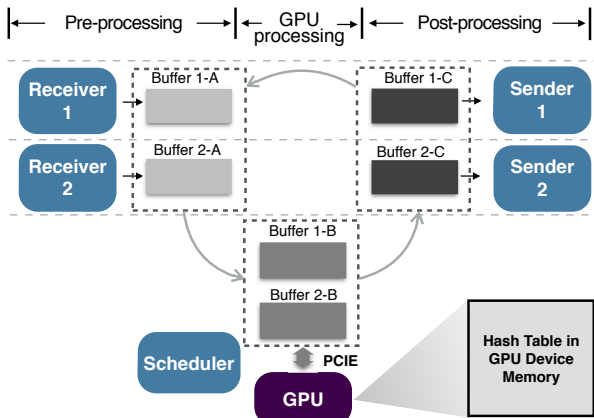 Pre-processing
GPU
processing
Post-processing
Receiver
1
Buffer 1-A
Buffer 1-C
Sender
1
Receiver
2
Buffer 2-A
Buffer 2-C
Sender
2
Buffer 1-B
Buffer 2-B
Scheduler
PCIE
GPU
Hash Table in
GPU Device
Memory